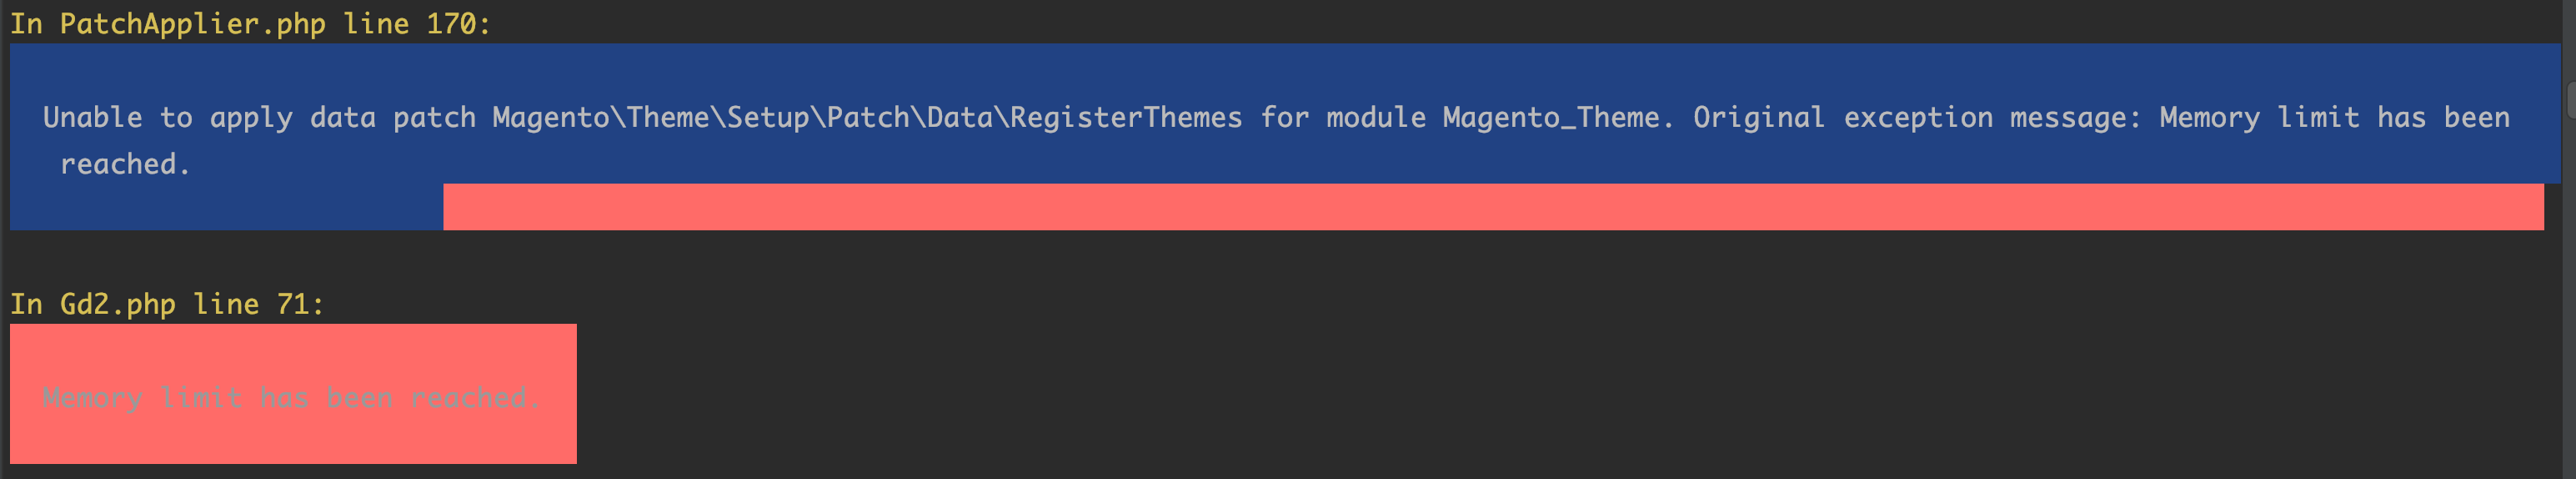 In PatchApplier.php line 170:
Unable to apply data patch Magento\Theme\Setup\Patch\Data\RegisterThemes for module Magento_Theme. Original exception message: Memory limit has been
reached.
In Gd2.php line 71:
Memory limit has been reached.